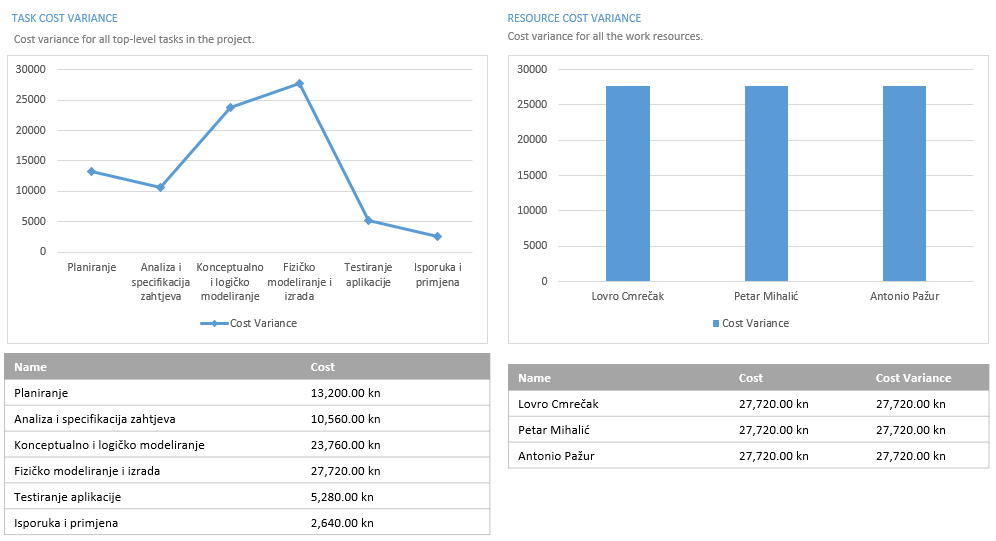 TASK COST VARIANCE
Cost variance for all top-level tasks in the project.
30000
25000
20000
15000
10000
5000
0
Planiranje
Analiza i
specifikacija
zahtjeva
Konceptualno
i logičko
modeliranje
Fizičko
modeliranje i
izrada
Testiranje
aplikacije
Isporuka i
primjena
Cost Variance
Name Cost
Planiranje 13,200.00 kn
Analiza i specifikacija zahtjeva 10,560.00 kn
Konceptualno i logičko modeliranje 23,760.00 kn
Fizičko modeliranje i izrada 27,720.00 kn
Testiranje aplikacije 5,280.00 kn
Isporuka i primjena 2,640.00 kn
RESOURCE COST VARIANCE
Cost variance for all the work resources.
30000
25000
20000
15000
10000
5000
0
Lovro Cmrečak
Petar Mihalić
Antonio Pažur
Cost Variance
Name Cost Cost Variance
Lovro Cmrečak 27,720.00 kn 27,720.00 kn
Petar Mihalić 27,720.00 kn 27,720.00 kn
Antonio Pažur 27,720.00 kn 27,720.00 kn